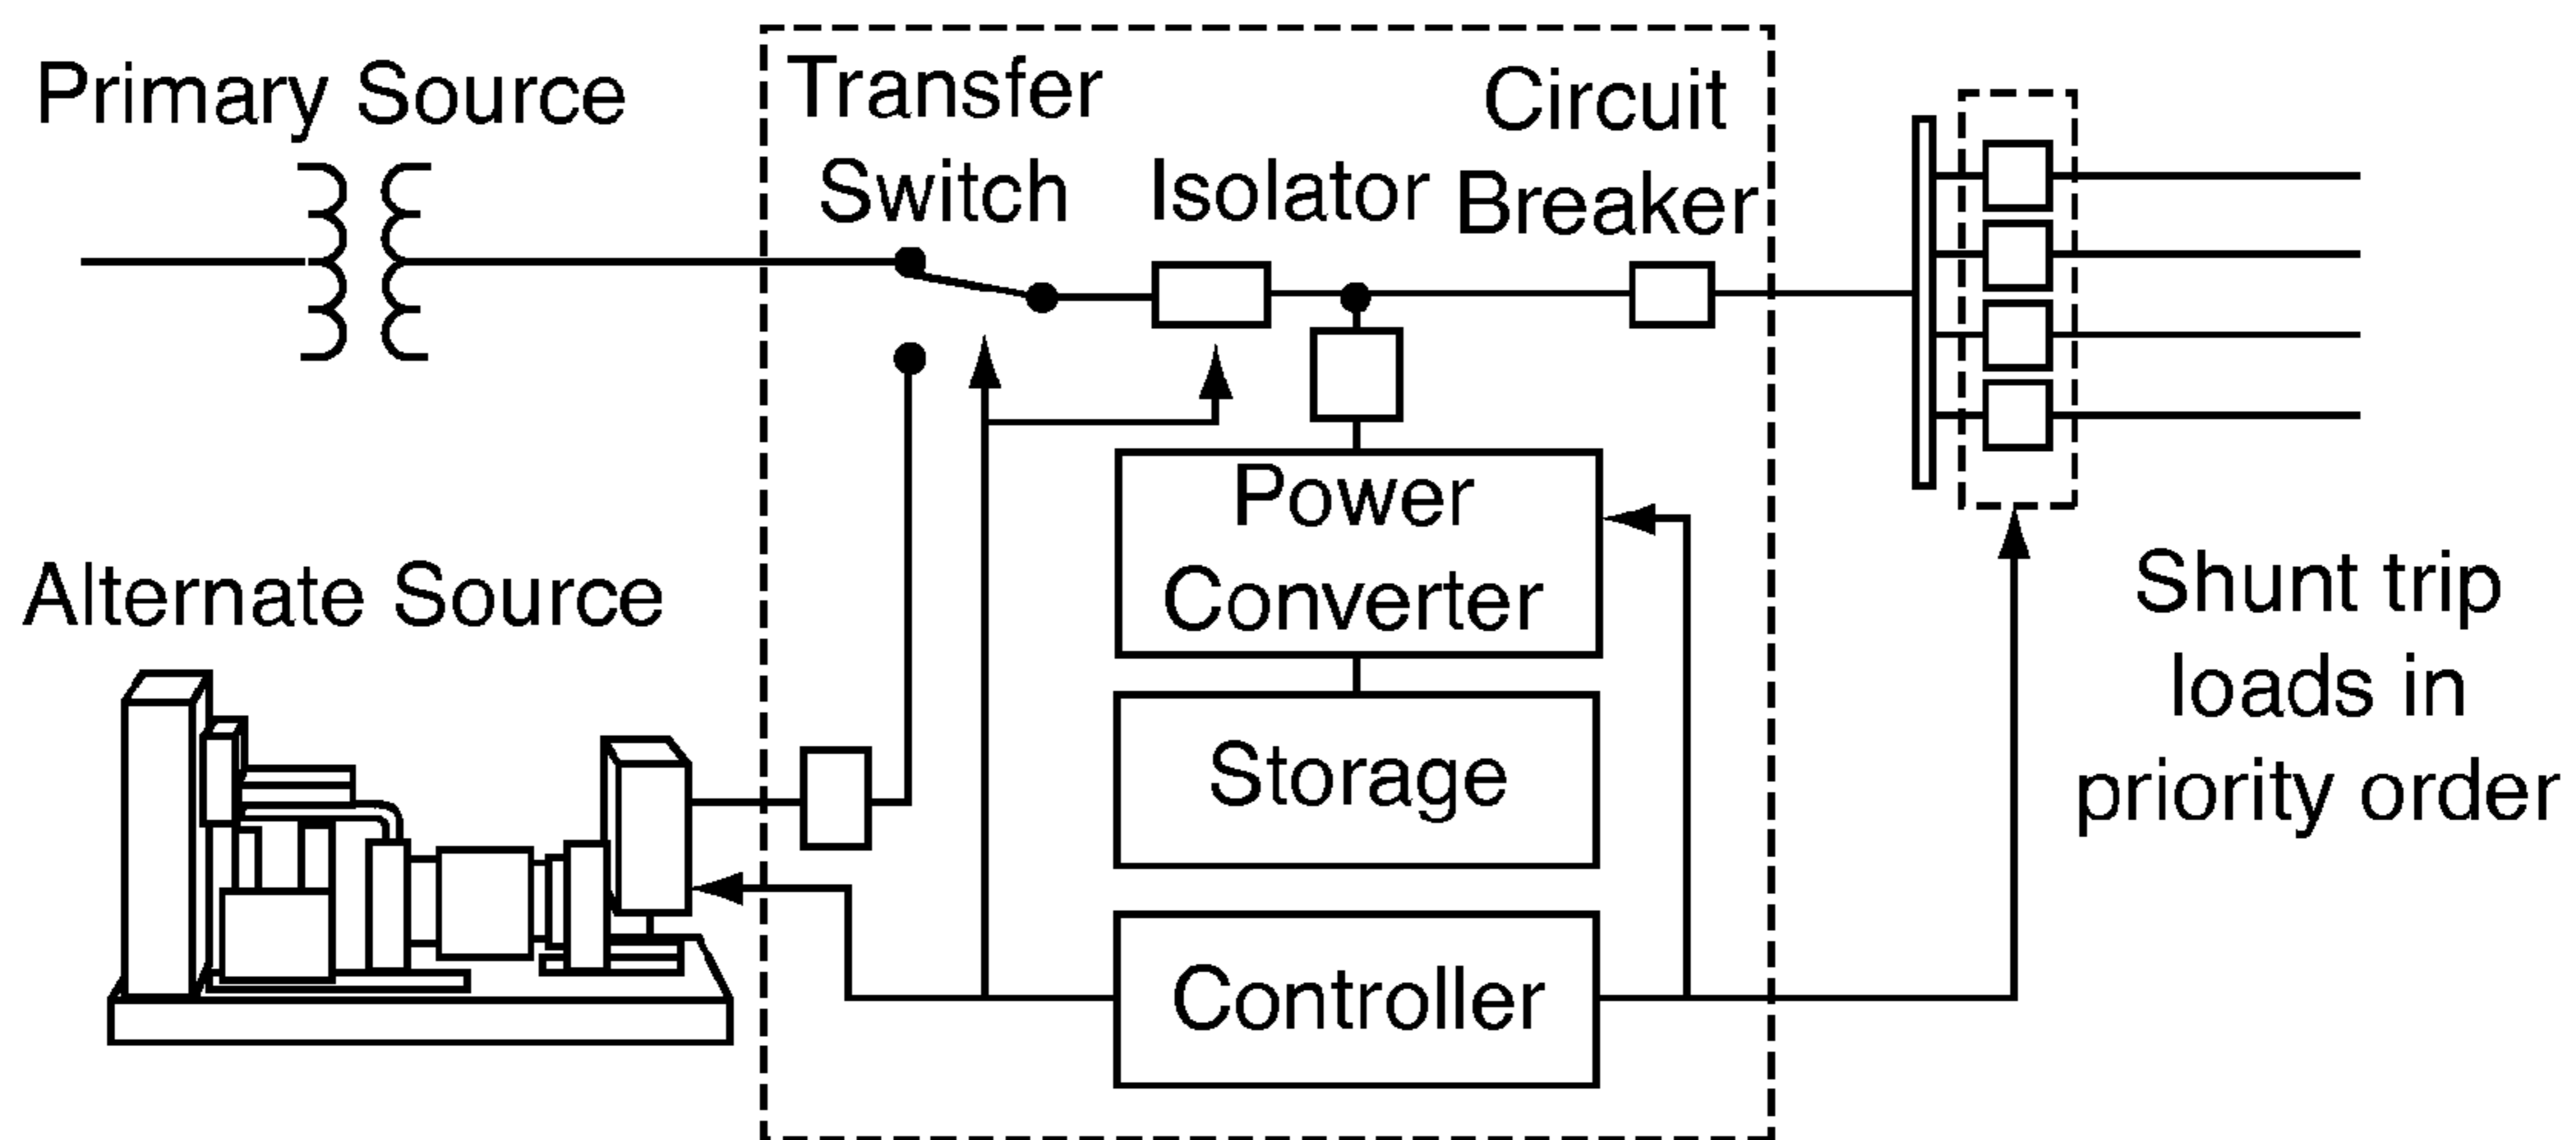 Primary Source
Transfer
Switch
Isolator
Circuit
Breaker
Alternate Source
Power
Converter
Storage
Controller
Shunt trip
loads in
priority order